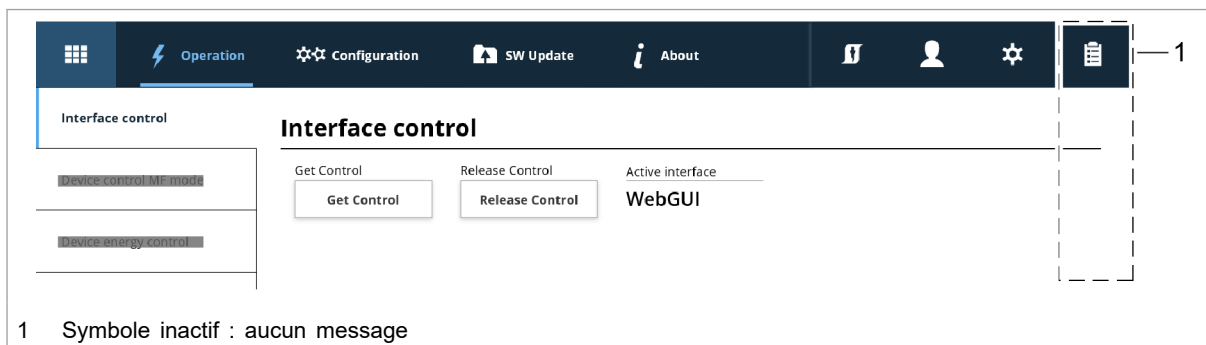 Operation Configuration SW Update About
1
Interface control
Interface control
Device control MF mode
Device energy control
Get Control Release Control Active interface
Get Control Release Control WebGUI
1 Symbole inactif : aucun message